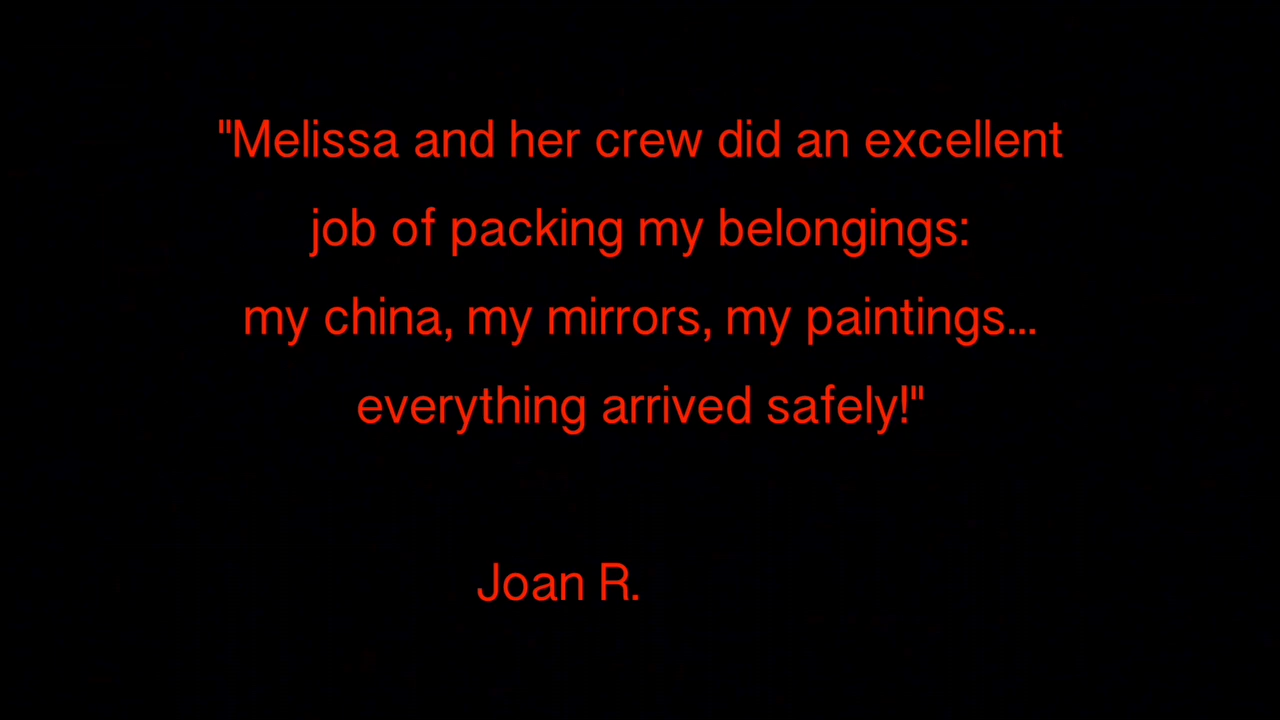 "Melissa and her crew did an excellent
job of packing my belongings:
my china, my mirrors, my paintings...
everything arrived safely!"
Joan R.